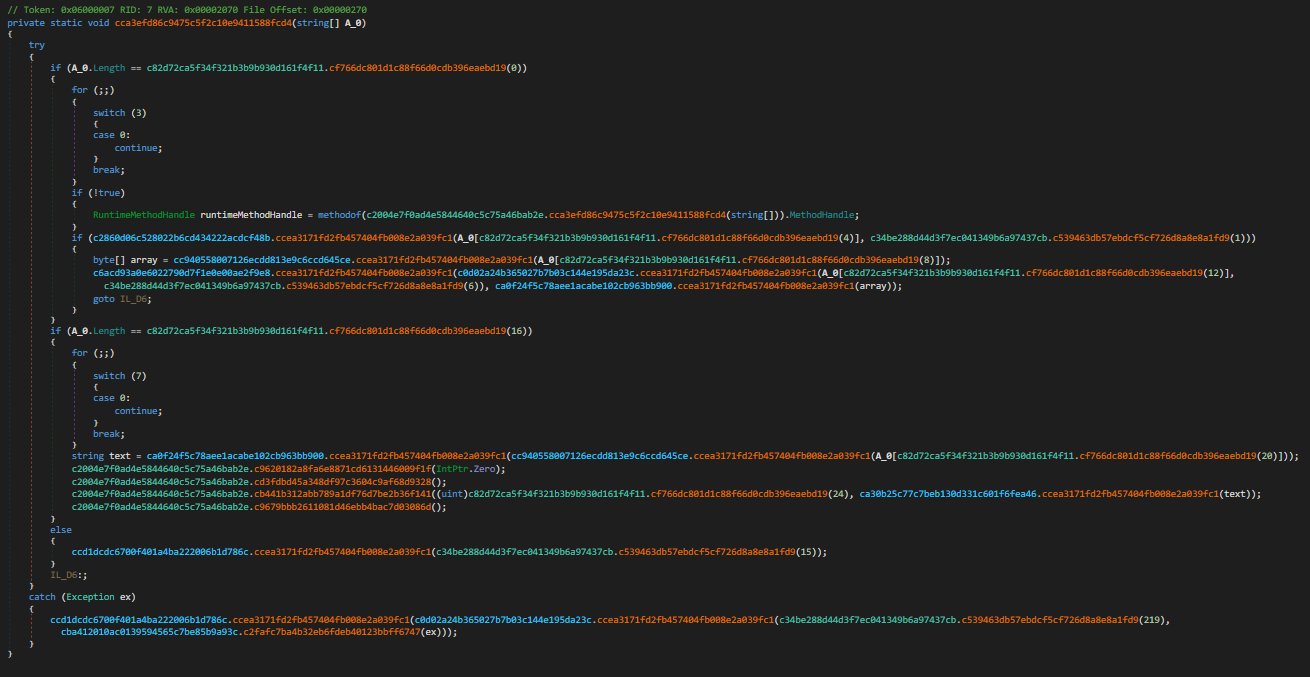 // Token: 0x06000007 RID: 7 RVA: 0x00002070 File Offset: 0x00000270
private static void cca3efd86c9475c5f2c10e9411588fcd4(string[] A_0)
{
try
{
if (A_0.Length == c82d72ca5f34f321b3b9b930d161f4f11.cf766dc801d1c88f66d0cdb396eaebd19(0))
{
for (;;)
{
switch (3)
{
case 0:
continue;
}
break;
}
if (!true)
{
RuntimeMethodHandle runtimeMethodHandle = methodof(c2004e7f0ad4e5844640c5c75a46bab2e.cca3efd86c9475c5f2c10e9411588fcd4(string[])).MethodHandle;
}
if (c2860d06c528022b6cd434222acdcf48b.ccea3171fd2fb457404fb008e2a039fc1(A_0[c82d72ca5f34f321b3b9b930d161f4f11.cf766dc801d1c88f66d0cdb396eaebd19(4)], c34be288d44d3f7ec041349b6a97437cb.c539463db57ebdcf5cf726d8a8e8a1fd9(1)))
{
byte[] array = cc940558007126ecdd813e9c6ccd645ce.ccea3171fd2fb457404fb008e2a039fc1(A_0[c82d72ca5f34f321b3b9b930d161f4f11.cf766dc801d1c88f66d0cdb396eaebd19(8)]);
c6acd93a0e6022790d7f1e0e00ae2f9e8.ccea3171fd2fb457404fb008e2a039fc1(c0d02a24b365027b7b03c144e195da23c.ccea3171fd2fb457404fb008e2a039fc1(A_0[c82d72ca5f34f321b3b9b930d161f4f11.cf766dc801d1c88f66d0cdb396eaebd19(12)],
c34be288d44d3f7ec041349b6a97437cb.c539463db57ebdcf5cf726d8a8e8a1fd9(6)), ca0f24f5c78aee1acabe102cb963bb900.ccea3171fd2fb457404fb008e2a039fc1(array));
goto IL_D6;
}
}
if (A_0.Length == c82d72ca5f34f321b3b9b930d161f4f11.cf766dc801d1c88f66d0cdb396eaebd19(16))
{
for (;;)
{
switch (7)
{
case 0:
continue;
}
break;
}
string text = ca0f24f5c78aee1acabe102cb963bb900.ccea3171fd2fb457404fb008e2a039fc1(cc940558007126ecdd813e9c6ccd645ce.ccea3171fd2fb457404fb008e2a039fc1(A_0[c82d72ca5f34f321b3b9b930d161f4f11.cf766dc801d1c88f66d0cdb396eaebd19(20)]));
c2004e7f0ad4e5844640c5c75a46bab2e.c9620182a8fa6e8871cd6131446009f1f(IntPtr.Zero);
c2004e7f0ad4e5844640c5c75a46bab2e.cd3fdbd45a348df97c3604c9af68d9328();
c2004e7f0ad4e5844640c5c75a46bab2e.cb441b312abb789a1df76d7be2b36f141((uint)c82d72ca5f34f321b3b9b930d161f4f11.cf766dc801d1c88f66d0cdb396eaebd19(24), ca30b25c77c7beb130d331c601f6fea46.ccea3171fd2fb457404fb008e2a039fc1(text));
c2004e7f0ad4e5844640c5c75a46bab2e.c9679bbb2611081d46ebb4bac7d03086d();
}
else
{
ccd1dcdc6700f401a4ba222006b1d786c.ccea3171fd2fb457404fb008e2a039fc1(c34be288d44d3f7ec041349b6a97437cb.c539463db57ebdcf5cf726d8a8e8a1fd9(15));
}
IL_D6:;
}
catch (Exception ex)
{
ccd1dcdc6700f401a4ba222006b1d786c.ccea3171fd2fb457404fb008e2a039fc1(c0d02a24b365027b7b03c144e195da23c.ccea3171fd2fb457404fb008e2a039fc1(c34be288d44d3f7ec041349b6a97437cb.c539463db57ebdcf5cf726d8a8e8a1fd9(219),
cba412010ac0139594565c7be85b9a93c.c2fafc7ba4b32eb6fdeb40123bbff6747(ex)));
}
}